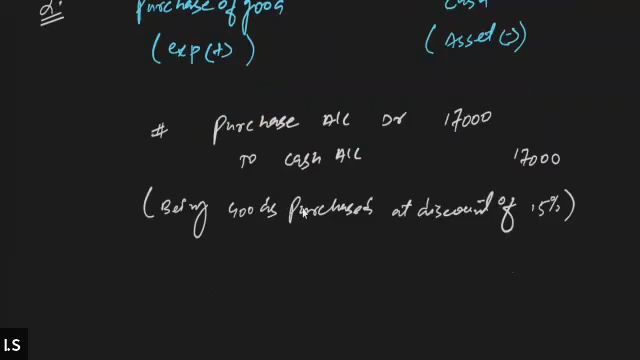 2: Purchase of goods Cash
(exp(+)) (Asset(-))
# Purchase A/c Dr 17000
To cash A/c 17000
(Being goods purchased at discount of 15%)
I.S